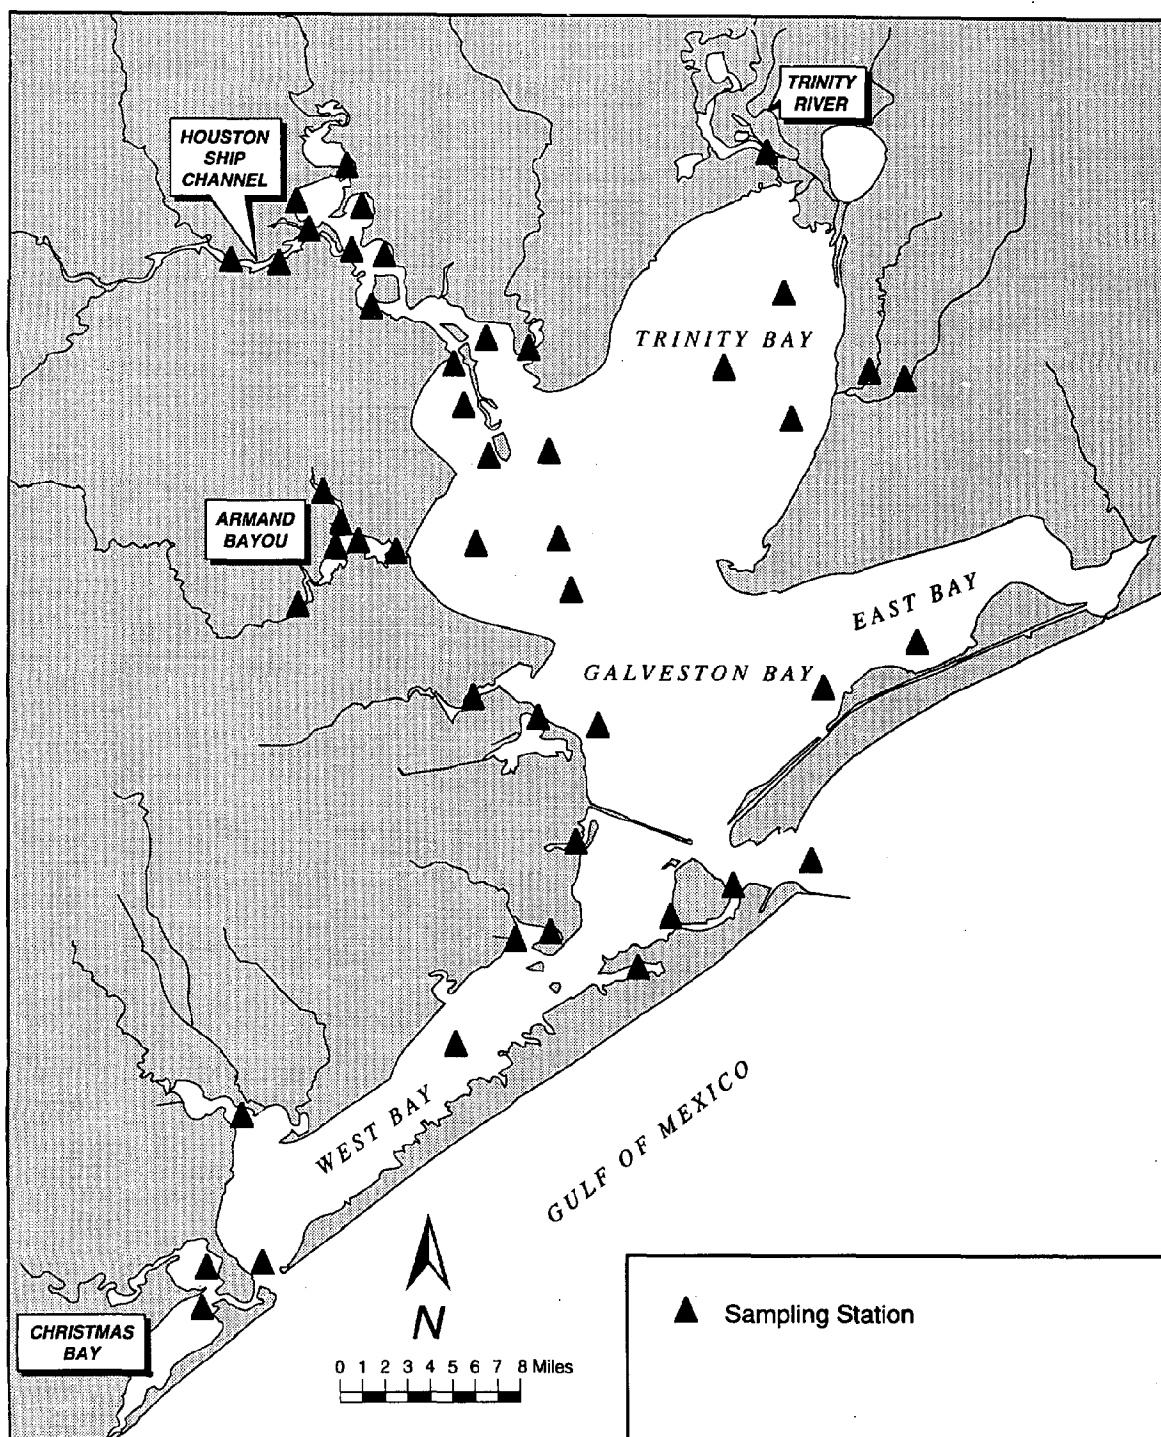 TRINITY
RIVER
HOUSTON
SHIP
CHANNEL
TRINITY BAY
ARMAND
BAYOU
EAST BAY
GALVESTON BAY
WEST BAY
GULF OF MEXICO
N
CHRISTMAS
BAY
0 1 2 3 4 5 6 7 8 Miles
Sampling Station